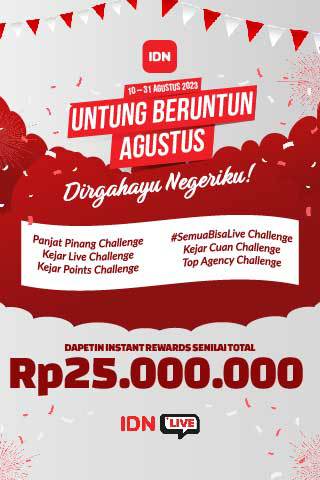 IDN
10 – 31 AGUSTUS 2023
UNTUNG BERUNTUN
AGUSTUS
Dirgahayu Negeriku!
Panjat Pinang Challenge
Kejar Live Challenge
Kejar Points Challenge
#SemuaBisaLive Challenge
Kejar Cuan Challenge
Top Agency Challenge
DAPETIN INSTANT REWARDS SENILAI TOTAL
Rp25.000.000
IDN LIVE